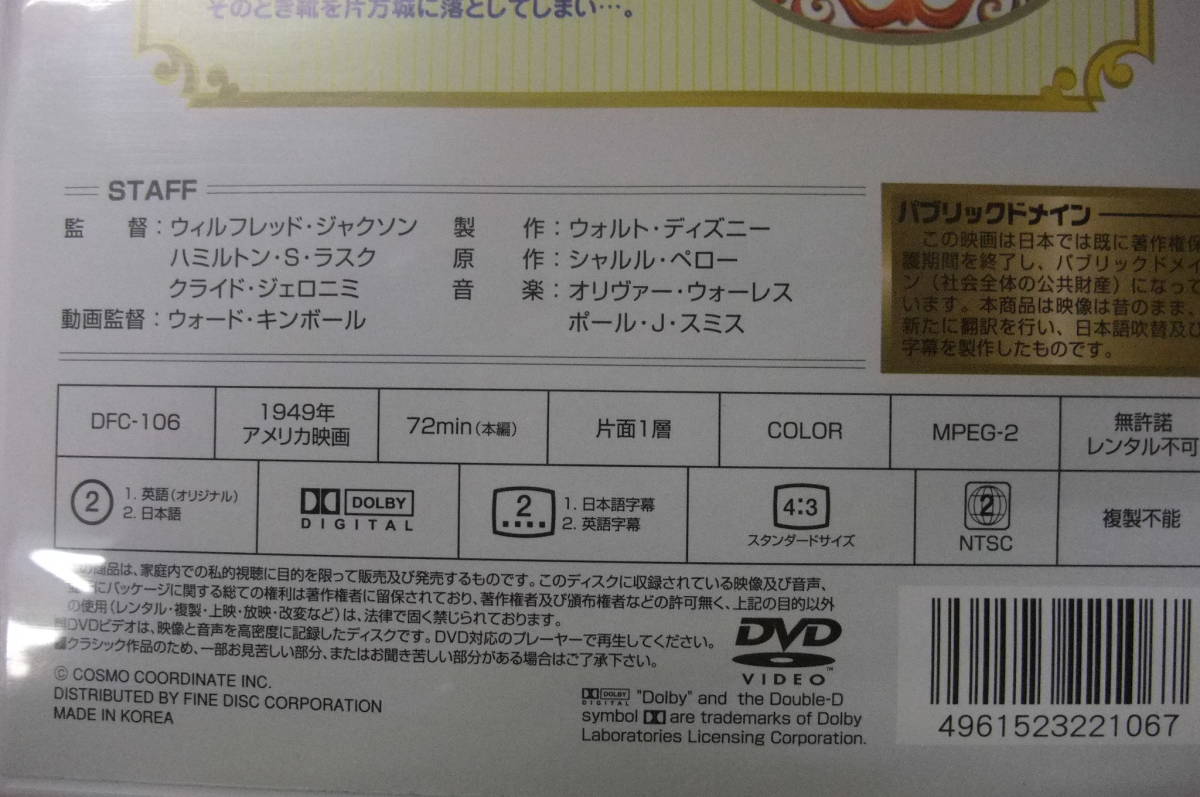 そのとき靴を片方城に落としてしまい…。
STAFF
監 督：ウィルフレッド・ジャクソン
ハミルトン・S・ラスク
クライド・ジェロニミ
動画監督：ウォード・キンボール
製 作：ウォルト・ディズニー
原 作：シャルル・ペロー
音 楽：オリヴァー・ウォーレス
ポール・J・スミス
パブリックドメイン
この映画は日本では既に著作権保
護期間を終了し、パブリックドメイ
ン（社会全体の公共財産）になって
います。本商品は映像は昔のまま、
新たに翻訳を行い、日本語吹替及び
字幕を製作したものです。
DFC-106
1949年
アメリカ映画
72min（本編）
片面1層
COLOR
MPEG-2
無許諾
レンタル不可
2
1. 英語（オリジナル）
2. 日本語
DOLBY
DIGITAL
2
1. 日本語字幕
2. 英語字幕
4:3
スタンダードサイズ
2
NTSC
複製不能
の商品は、家庭内での私的視聴に目的を限って販売及び発売するものです。このディスクに収録されている映像及び音声、
にパッケージに関する総ての権利は著作権者に留保されており、著作権者及び頒布権者などの許可無く、上記の目的以外
の使用（レンタル・複製・上映・放映・改変など）は、法律で固く禁じられております。
■DVDビデオは、映像と音声を高密度に記録したディスクです。DVD対応のプレーヤーで再生してください。
■クラシック作品のため、一部お見苦しい部分、またはお聞き苦しい部分がある場合はご了承下さい。
© COSMO COORDINATE INC.
DISTRIBUTED BY FINE DISC CORPORATION
MADE IN KOREA
DVD
VIDEO
DOLBY DIGITAL "Dolby" and the Double-D
symbol are trademarks of Dolby
Laboratories Licensing Corporation.
4961523221067